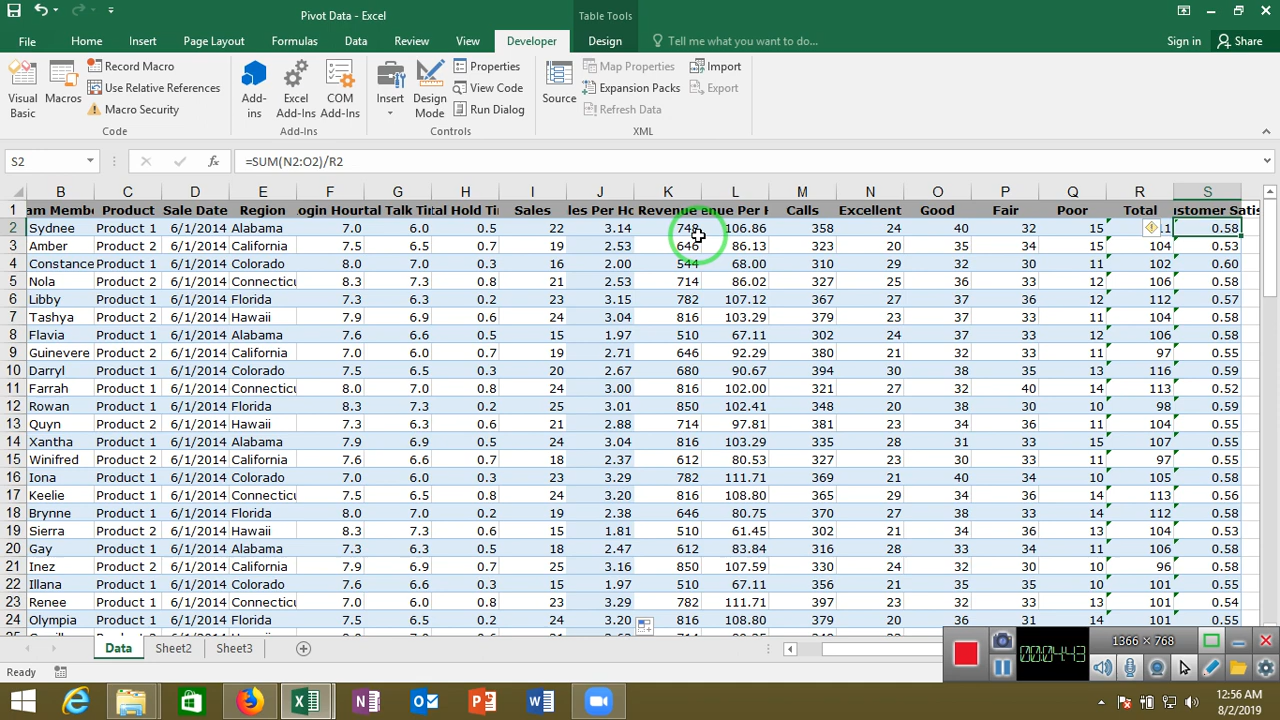 Pivot Data - Excel
Table Tools
File Home Insert Page Layout Formulas Data Review View Developer Design Tell me what you want to do... Sign in Share
Visual Basic
Macros
Record Macro
Use Relative References
Macro Security
Code
Add-ins
Excel Add-Ins
COM Add-Ins
Add-Ins
Insert
Design Mode
Properties
View Code
Run Dialog
Controls
Source
Map Properties
Expansion Packs
Refresh Data
Import
Export
XML
S2 fx =SUM(N2:O2)/R2
B C D E F G H I J K L M N O P Q R S
1 am Membe Product Sale Date Region ogin Hour tal Talk Ti tal Hold Ti Sales les Per Ho Revenue enue Per H Calls Excellent Good Fair Poor Total ustomer Satis
2 Sydnee Product 1 6/1/2014 Alabama 7.0 6.0 0.5 22 3.14 748 106.86 358 24 40 32 15 1 0.58
3 Amber Product 2 6/1/2014 California 7.5 6.5 0.3 19 2.53 646 86.13 323 20 35 34 15 104 0.53
4 Constance Product 1 6/1/2014 Colorado 8.0 7.0 0.3 16 2.00 544 68.00 310 29 32 30 11 102 0.60
5 Nola Product 2 6/1/2014 Connecticu 8.3 7.3 0.8 21 2.53 714 86.02 327 25 36 33 12 106 0.58
6 Libby Product 1 6/1/2014 Florida 7.3 6.3 0.9 23 3.15 782 107.12 367 27 37 36 12 112 0.57
7 Tashya Product 2 6/1/2014 Hawaii 7.9 6.9 0.6 24 3.04 816 103.29 367 23 37 33 11 104 0.58
8 Flavia Product 1 6/1/2014 Alabama 7.6 6.6 0.4 15 1.97 510 67.11 302 24 37 33 12 106 0.58
9 Guinevere Product 2 6/1/2014 California 7.0 6.0 0.7 19 2.71 646 92.29 380 21 32 33 11 97 0.55
10 Darryl Product 1 6/1/2014 Colorado 7.5 6.5 0.3 20 2.67 680 90.67 394 30 38 35 13 116 0.59
11 Farrah Product 2 6/1/2014 Connecticu 8.0 7.0 0.8 24 3.00 816 102.00 321 27 32 40 14 113 0.52
12 Rowan Product 1 6/1/2014 Florida 8.3 7.3 0.2 25 3.01 850 102.41 348 20 38 30 10 98 0.59
13 Quyn Product 2 6/1/2014 Hawaii 7.3 6.3 0.6 21 2.88 714 97.81 381 23 34 36 11 104 0.55
14 Xantha Product 1 6/1/2014 Alabama 7.9 6.9 0.5 24 3.04 816 103.29 335 28 31 33 15 107 0.55
15 Winifred Product 2 6/1/2014 California 7.6 6.6 0.7 18 2.37 612 80.53 327 23 30 33 11 97 0.55
16 Iona Product 1 6/1/2014 Colorado 7.0 6.0 0.3 23 3.29 782 111.71 367 21 40 34 10 105 0.58
17 Keelie Product 2 6/1/2014 Connecticu 7.5 6.5 0.8 24 3.20 816 108.80 365 29 34 36 14 113 0.56
18 Brynne Product 1 6/1/2014 Florida 8.0 7.0 0.2 19 2.38 646 80.75 370 27 38 33 14 112 0.58
19 Sierra Product 2 6/1/2014 Hawaii 8.3 7.3 0.6 15 1.81 510 61.45 302 21 34 36 13 104 0.53
20 Gay Product 1 6/1/2014 Alabama 7.3 6.3 0.5 18 2.47 612 83.84 316 28 33 33 12 106 0.58
21 Inez Product 2 6/1/2014 California 7.9 6.9 0.7 25 3.16 850 107.59 330 24 32 30 10 96 0.58
22 Illana Product 1 6/1/2014 Colorado 7.6 6.6 0.3 15 1.97 510 67.11 356 21 35 35 10 101 0.55
23 Renee Product 2 6/1/2014 Connecticu 7.0 6.0 0.8 23 3.29 782 111.71 397 23 32 33 13 101 0.54
24 Olympia Product 1 6/1/2014 Florida 7.5 6.5 0.2 24 3.20 816 108.80 365 20 36 31 14 101 0.55
Data Sheet2 Sheet3
Ready
1366 × 768
00:04:43
12:56 AM
8/2/2019